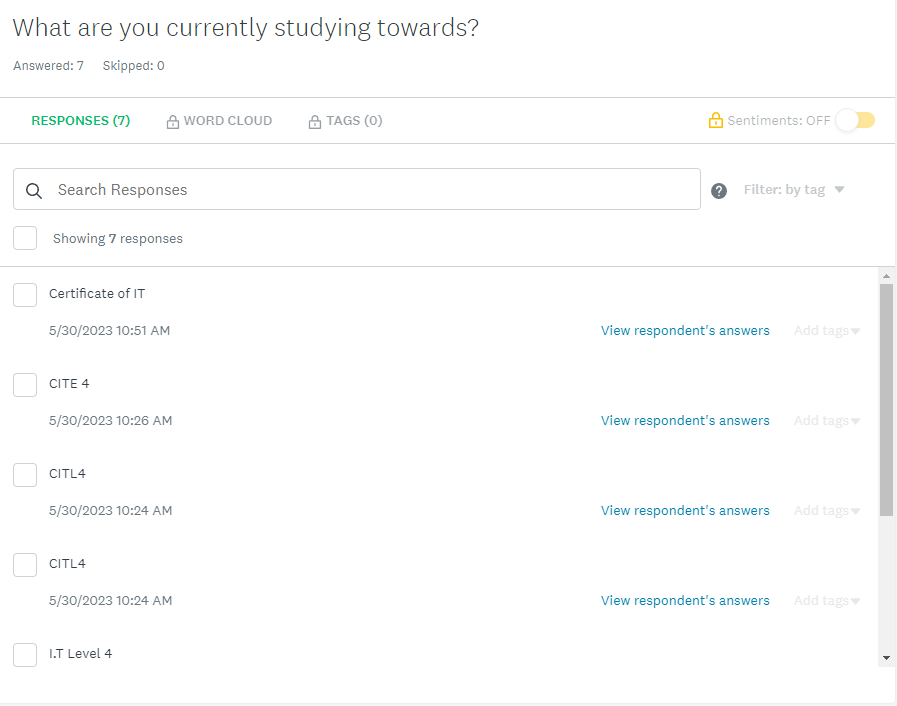 What are you currently studying towards?
Answered: 7 Skipped: 0
RESPONSES (7) WORD CLOUD TAGS (0) Sentiments: OFF
Search Responses ? Filter: by tag
Showing 7 responses
Certificate of IT
5/30/2023 10:51 AM View respondent's answers Add tags
CITE 4
5/30/2023 10:26 AM View respondent's answers Add tags
CITL4
5/30/2023 10:24 AM View respondent's answers Add tags
CITL4
5/30/2023 10:24 AM View respondent's answers Add tags
I.T Level 4